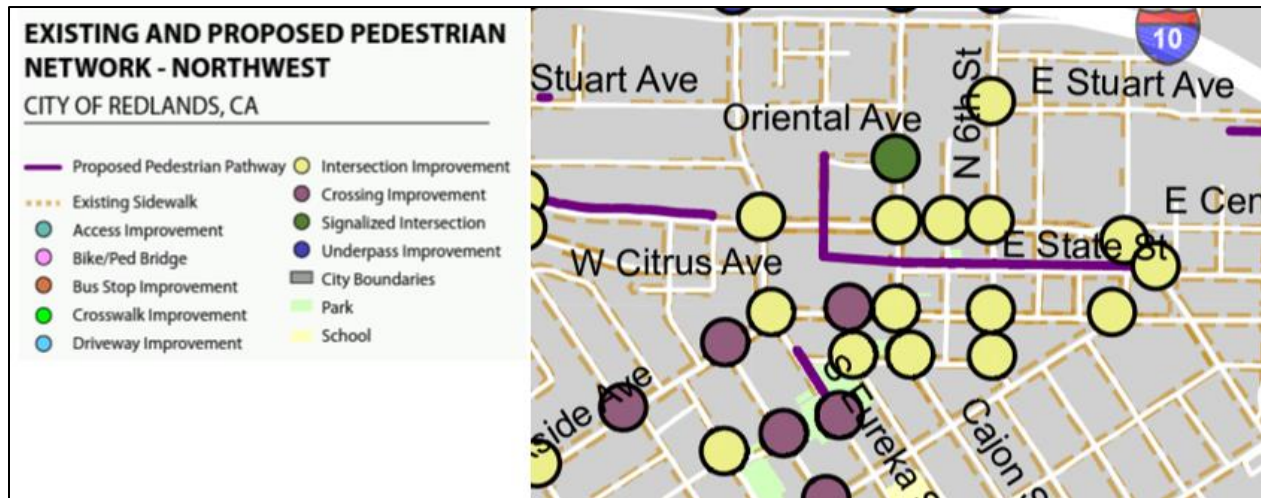 EXISTING AND PROPOSED PEDESTRIAN
NETWORK - NORTHWEST
CITY OF REDLANDS, CA
Proposed Pedestrian Pathway
Existing Sidewalk
Access Improvement
Bike/Ped Bridge
Bus Stop Improvement
Crosswalk Improvement
Driveway Improvement
Intersection Improvement
Crossing Improvement
Signalized Intersection
Underpass Improvement
City Boundaries
Park
School
10
Stuart Ave
E Stuart Ave
Oriental Ave
N 6th St
E Cen
E State St
W Citrus Ave
side Ave
S Eureka S
Cajon S